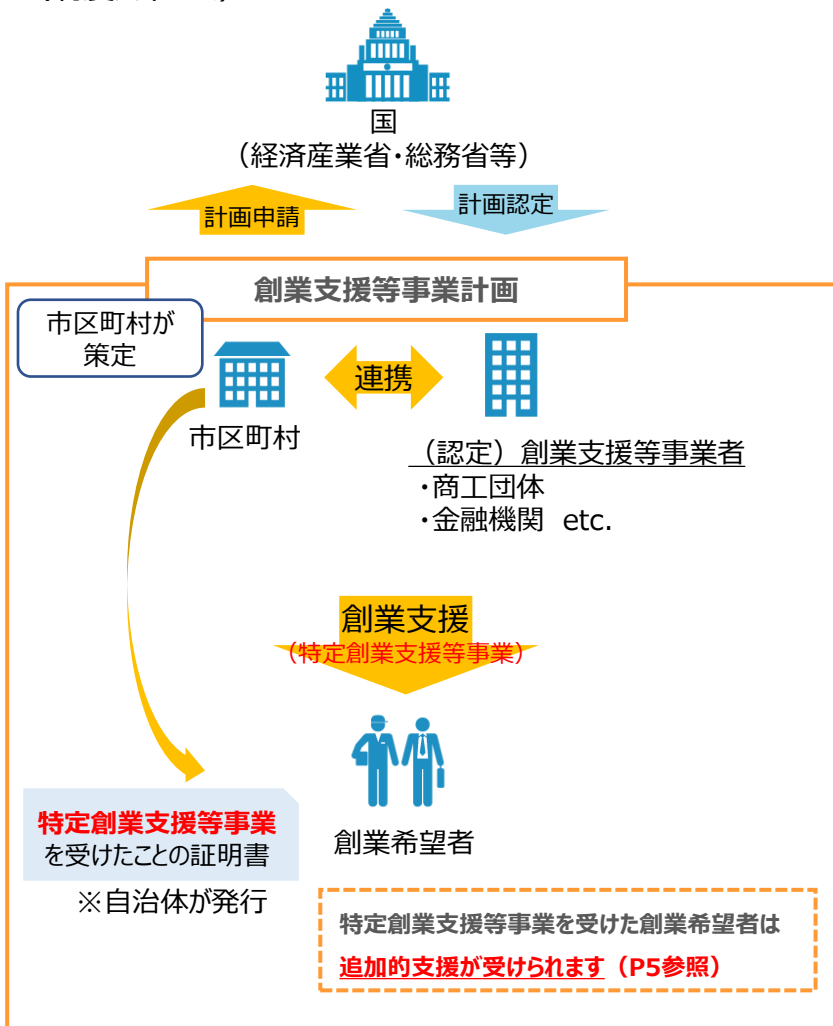 国
（経済産業省・総務省等）
計画申請
計画認定
創業支援等事業計画
市区町村が
策定
連携
市区町村
（認定）創業支援等事業者
・商工団体
・金融機関 etc.
創業支援
（特定創業支援等事業）
特定創業支援等事業
を受けたことの証明書
※自治体が発行
創業希望者
特定創業支援等事業を受けた創業希望者は
追加的支援が受けられます（P5参照）